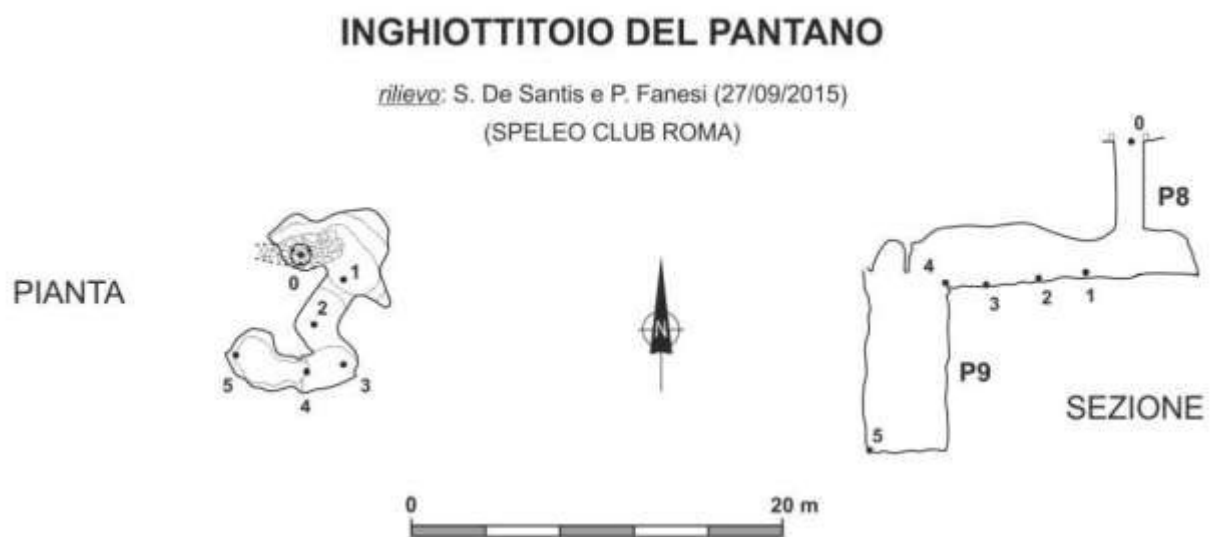 INGHIOTTITOIO DEL PANTANO
rilievo: S. De Santis e P. Fanesi (27/09/2015)
(SPELEO CLUB ROMA)
PIANTA
0
1
2
3
4
5
N
0
P8
4
3
2
1
P9
5
SEZIONE
0 20 m